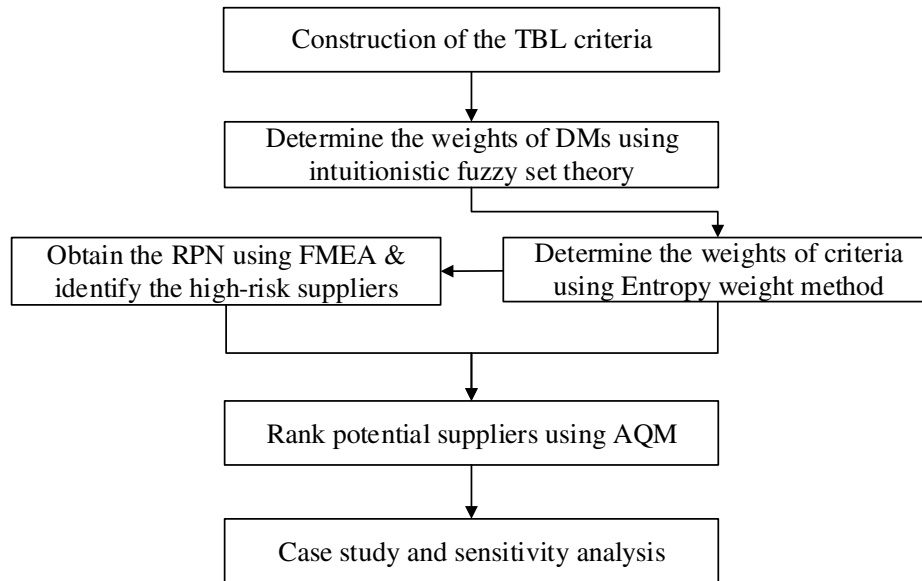 Construction of the TBL criteria
Determine the weights of DMs using
intuitionistic fuzzy set theory
Obtain the RPN using FMEA &
identify the high-risk suppliers
Determine the weights of criteria
using Entropy weight method
Rank potential suppliers using AQM
Case study and sensitivity analysis